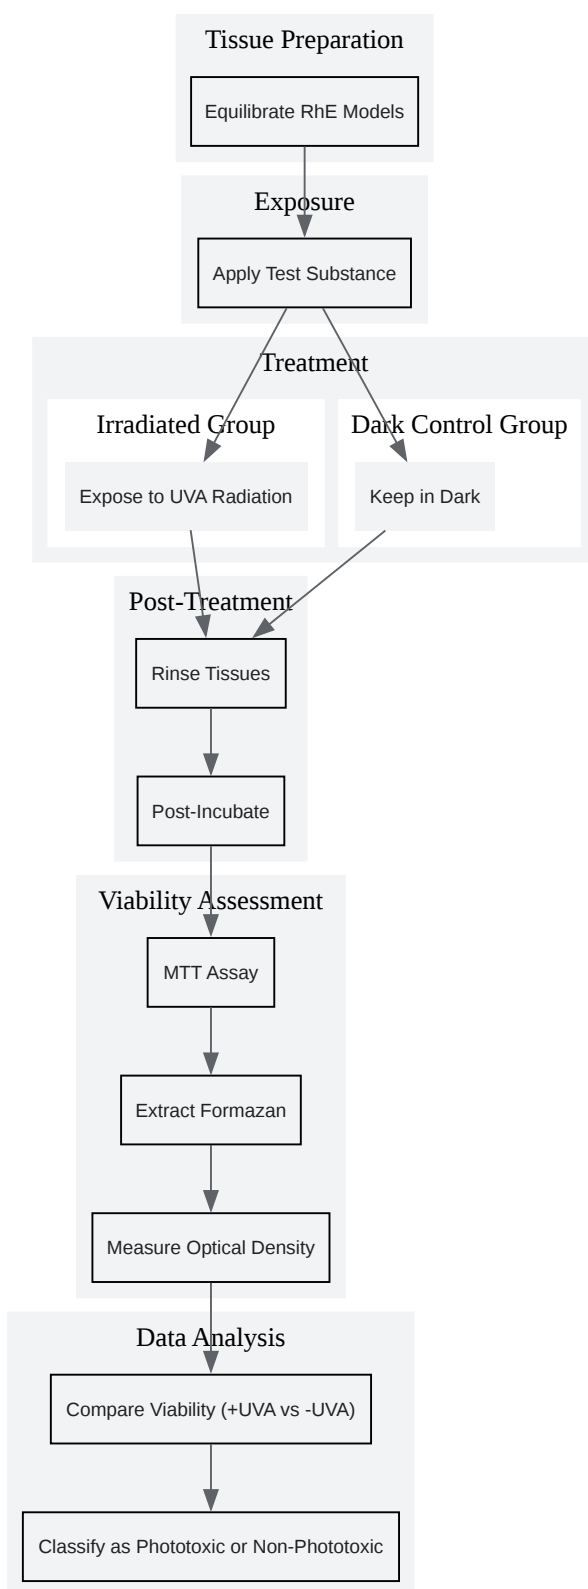 Tissue Preparation
Equilibrate RhE Models
Exposure
Apply Test Substance
Treatment
Irradiated Group
Dark Control Group
Expose to UVA Radiation
Keep in Dark
Post-Treatment
Rinse Tissues
Post-Incubate
Viability Assessment
MTT Assay
Extract Formazan
Measure Optical Density
Data Analysis
Compare Viability (+UVA vs -UVA)
Classify as Phototoxic or Non-Phototoxic